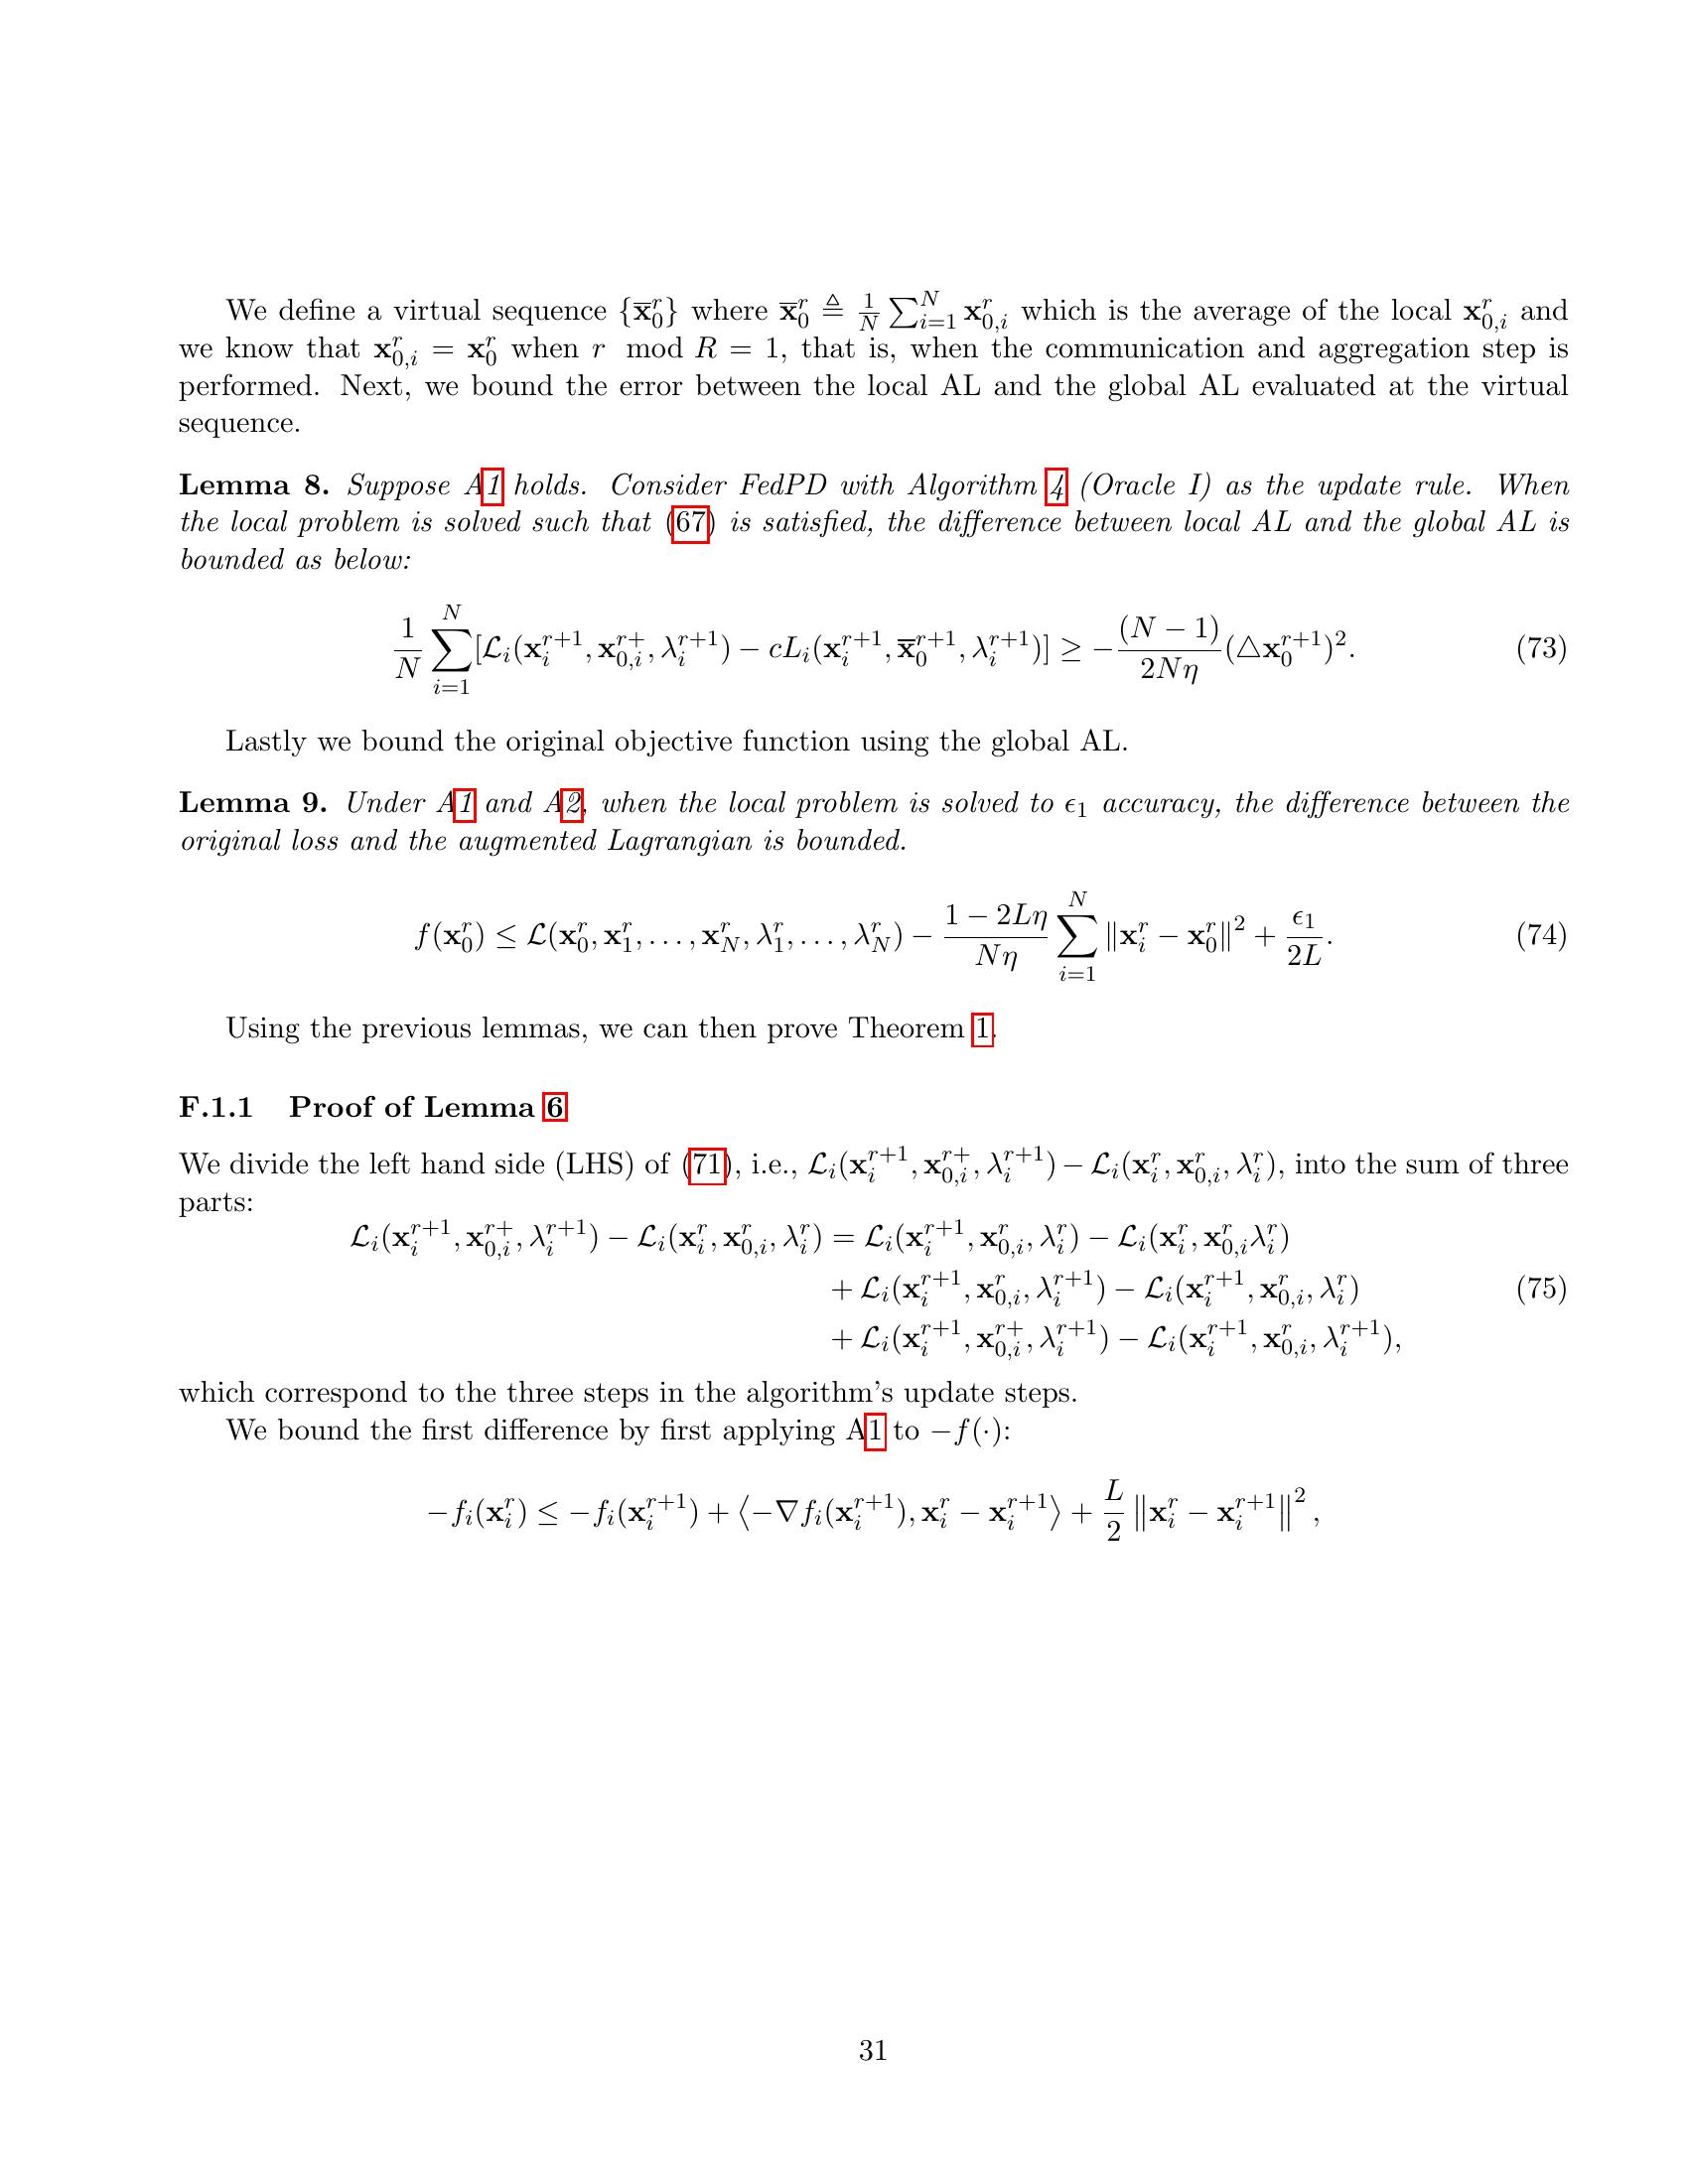 We define a virtual sequence $\{\overline{\mathbf{x}}_0^r\}$ where $\overline{\mathbf{x}}_0^r \triangleq \frac{1}{N}\sum_{i=1}^N \mathbf{x}_{0,i}^r$ which is the average of the local $\mathbf{x}_{0,i}^r$ and
we know that $\mathbf{x}_{0,i}^r = \mathbf{x}_0^r$ when $r \mod R = 1$, that is, when the communication and aggregation step is
performed. Next, we bound the error between the local AL and the global AL evaluated at the virtual
sequence.
Lemma 8. Suppose A1 holds. Consider FedPD with Algorithm 4 (Oracle I) as the update rule. When
the local problem is solved such that (67) is satisfied, the difference between local AL and the global AL is
bounded as below:
$\frac{1}{N}\sum_{i=1}^N [\mathcal{L}_i(\mathbf{x}_i^{r+1}, \mathbf{x}_{0,i}^{r+}, \lambda_i^{r+1}) - cL_i(\mathbf{x}_i^{r+1}, \overline{\mathbf{x}}_0^{r+1}, \lambda_i^{r+1})] \geq -\frac{(N-1)}{2N\eta}(\triangle \mathbf{x}_0^{r+1})^2.$ (73)
Lastly we bound the original objective function using the global AL.
Lemma 9. Under A1 and A2, when the local problem is solved to $\epsilon_1$ accuracy, the difference between the
original loss and the augmented Lagrangian is bounded.
$f(\mathbf{x}_0^r) \leq \mathcal{L}(\mathbf{x}_0^r, \mathbf{x}_1^r, \ldots, \mathbf{x}_N^r, \lambda_1^r, \ldots, \lambda_N^r) - \frac{1-2L\eta}{N\eta}\sum_{i=1}^N \|\mathbf{x}_i^r - \mathbf{x}_0^r\|^2 + \frac{\epsilon_1}{2L}.$ (74)
Using the previous lemmas, we can then prove Theorem 1.
F.1.1 Proof of Lemma 6
We divide the left hand side (LHS) of (71), i.e., $\mathcal{L}_i(\mathbf{x}_i^{r+1}, \mathbf{x}_{0,i}^{r+}, \lambda_i^{r+1}) - \mathcal{L}_i(\mathbf{x}_i^r, \mathbf{x}_{0,i}^r, \lambda_i^r)$, into the sum of three
parts:
$\mathcal{L}_i(\mathbf{x}_i^{r+1}, \mathbf{x}_{0,i}^{r+}, \lambda_i^{r+1}) - \mathcal{L}_i(\mathbf{x}_i^r, \mathbf{x}_{0,i}^r, \lambda_i^r) = \mathcal{L}_i(\mathbf{x}_i^{r+1}, \mathbf{x}_{0,i}^r, \lambda_i^r) - \mathcal{L}_i(\mathbf{x}_i^r, \mathbf{x}_{0,i}^r \lambda_i^r)$
$+ \mathcal{L}_i(\mathbf{x}_i^{r+1}, \mathbf{x}_{0,i}^r, \lambda_i^{r+1}) - \mathcal{L}_i(\mathbf{x}_i^{r+1}, \mathbf{x}_{0,i}^r, \lambda_i^r)$ (75)
$+ \mathcal{L}_i(\mathbf{x}_i^{r+1}, \mathbf{x}_{0,i}^{r+}, \lambda_i^{r+1}) - \mathcal{L}_i(\mathbf{x}_i^{r+1}, \mathbf{x}_{0,i}^r, \lambda_i^{r+1}),$
which correspond to the three steps in the algorithm's update steps.
We bound the first difference by first applying A1 to $-f(\cdot)$:
$-f_i(\mathbf{x}_i^r) \leq -f_i(\mathbf{x}_i^{r+1}) + \left\langle -\nabla f_i(\mathbf{x}_i^{r+1}), \mathbf{x}_i^r - \mathbf{x}_i^{r+1} \right\rangle + \frac{L}{2}\left\|\mathbf{x}_i^r - \mathbf{x}_i^{r+1}\right\|^2,$
31